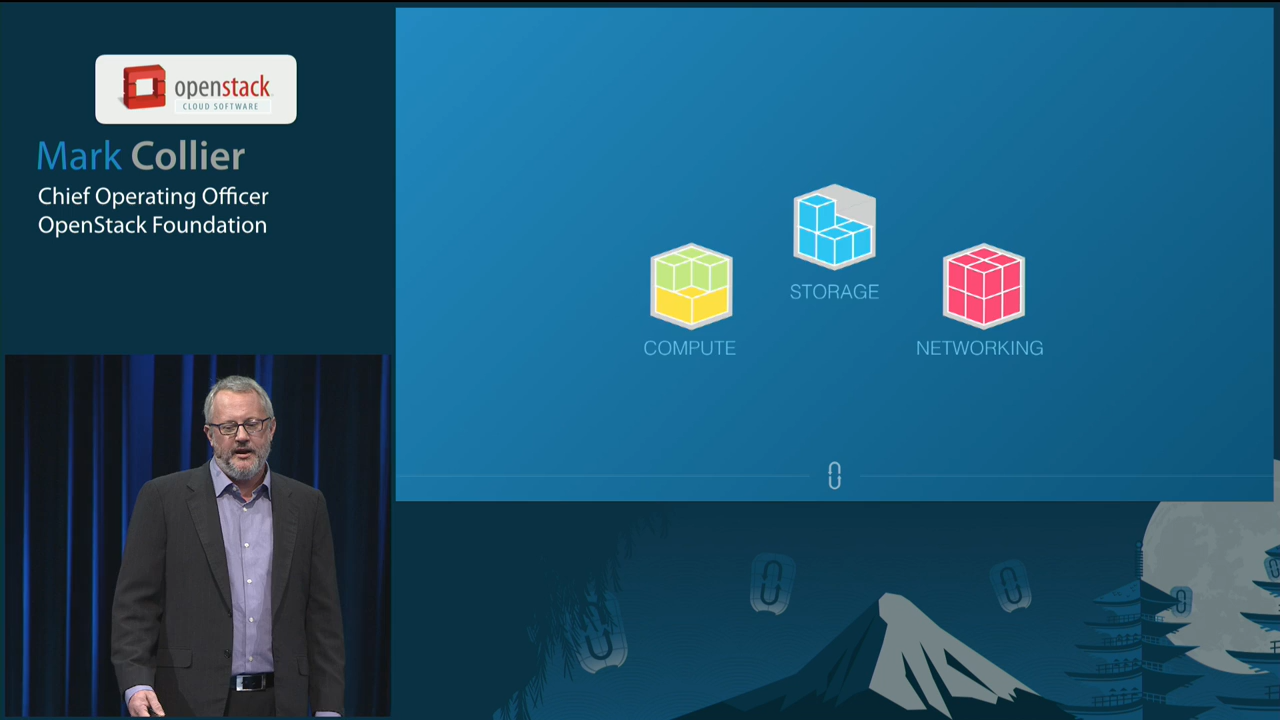 openstack
CLOUD SOFTWARE
Mark Collier
Chief Operating Officer
OpenStack Foundation
STORAGE
COMPUTE
NETWORKING